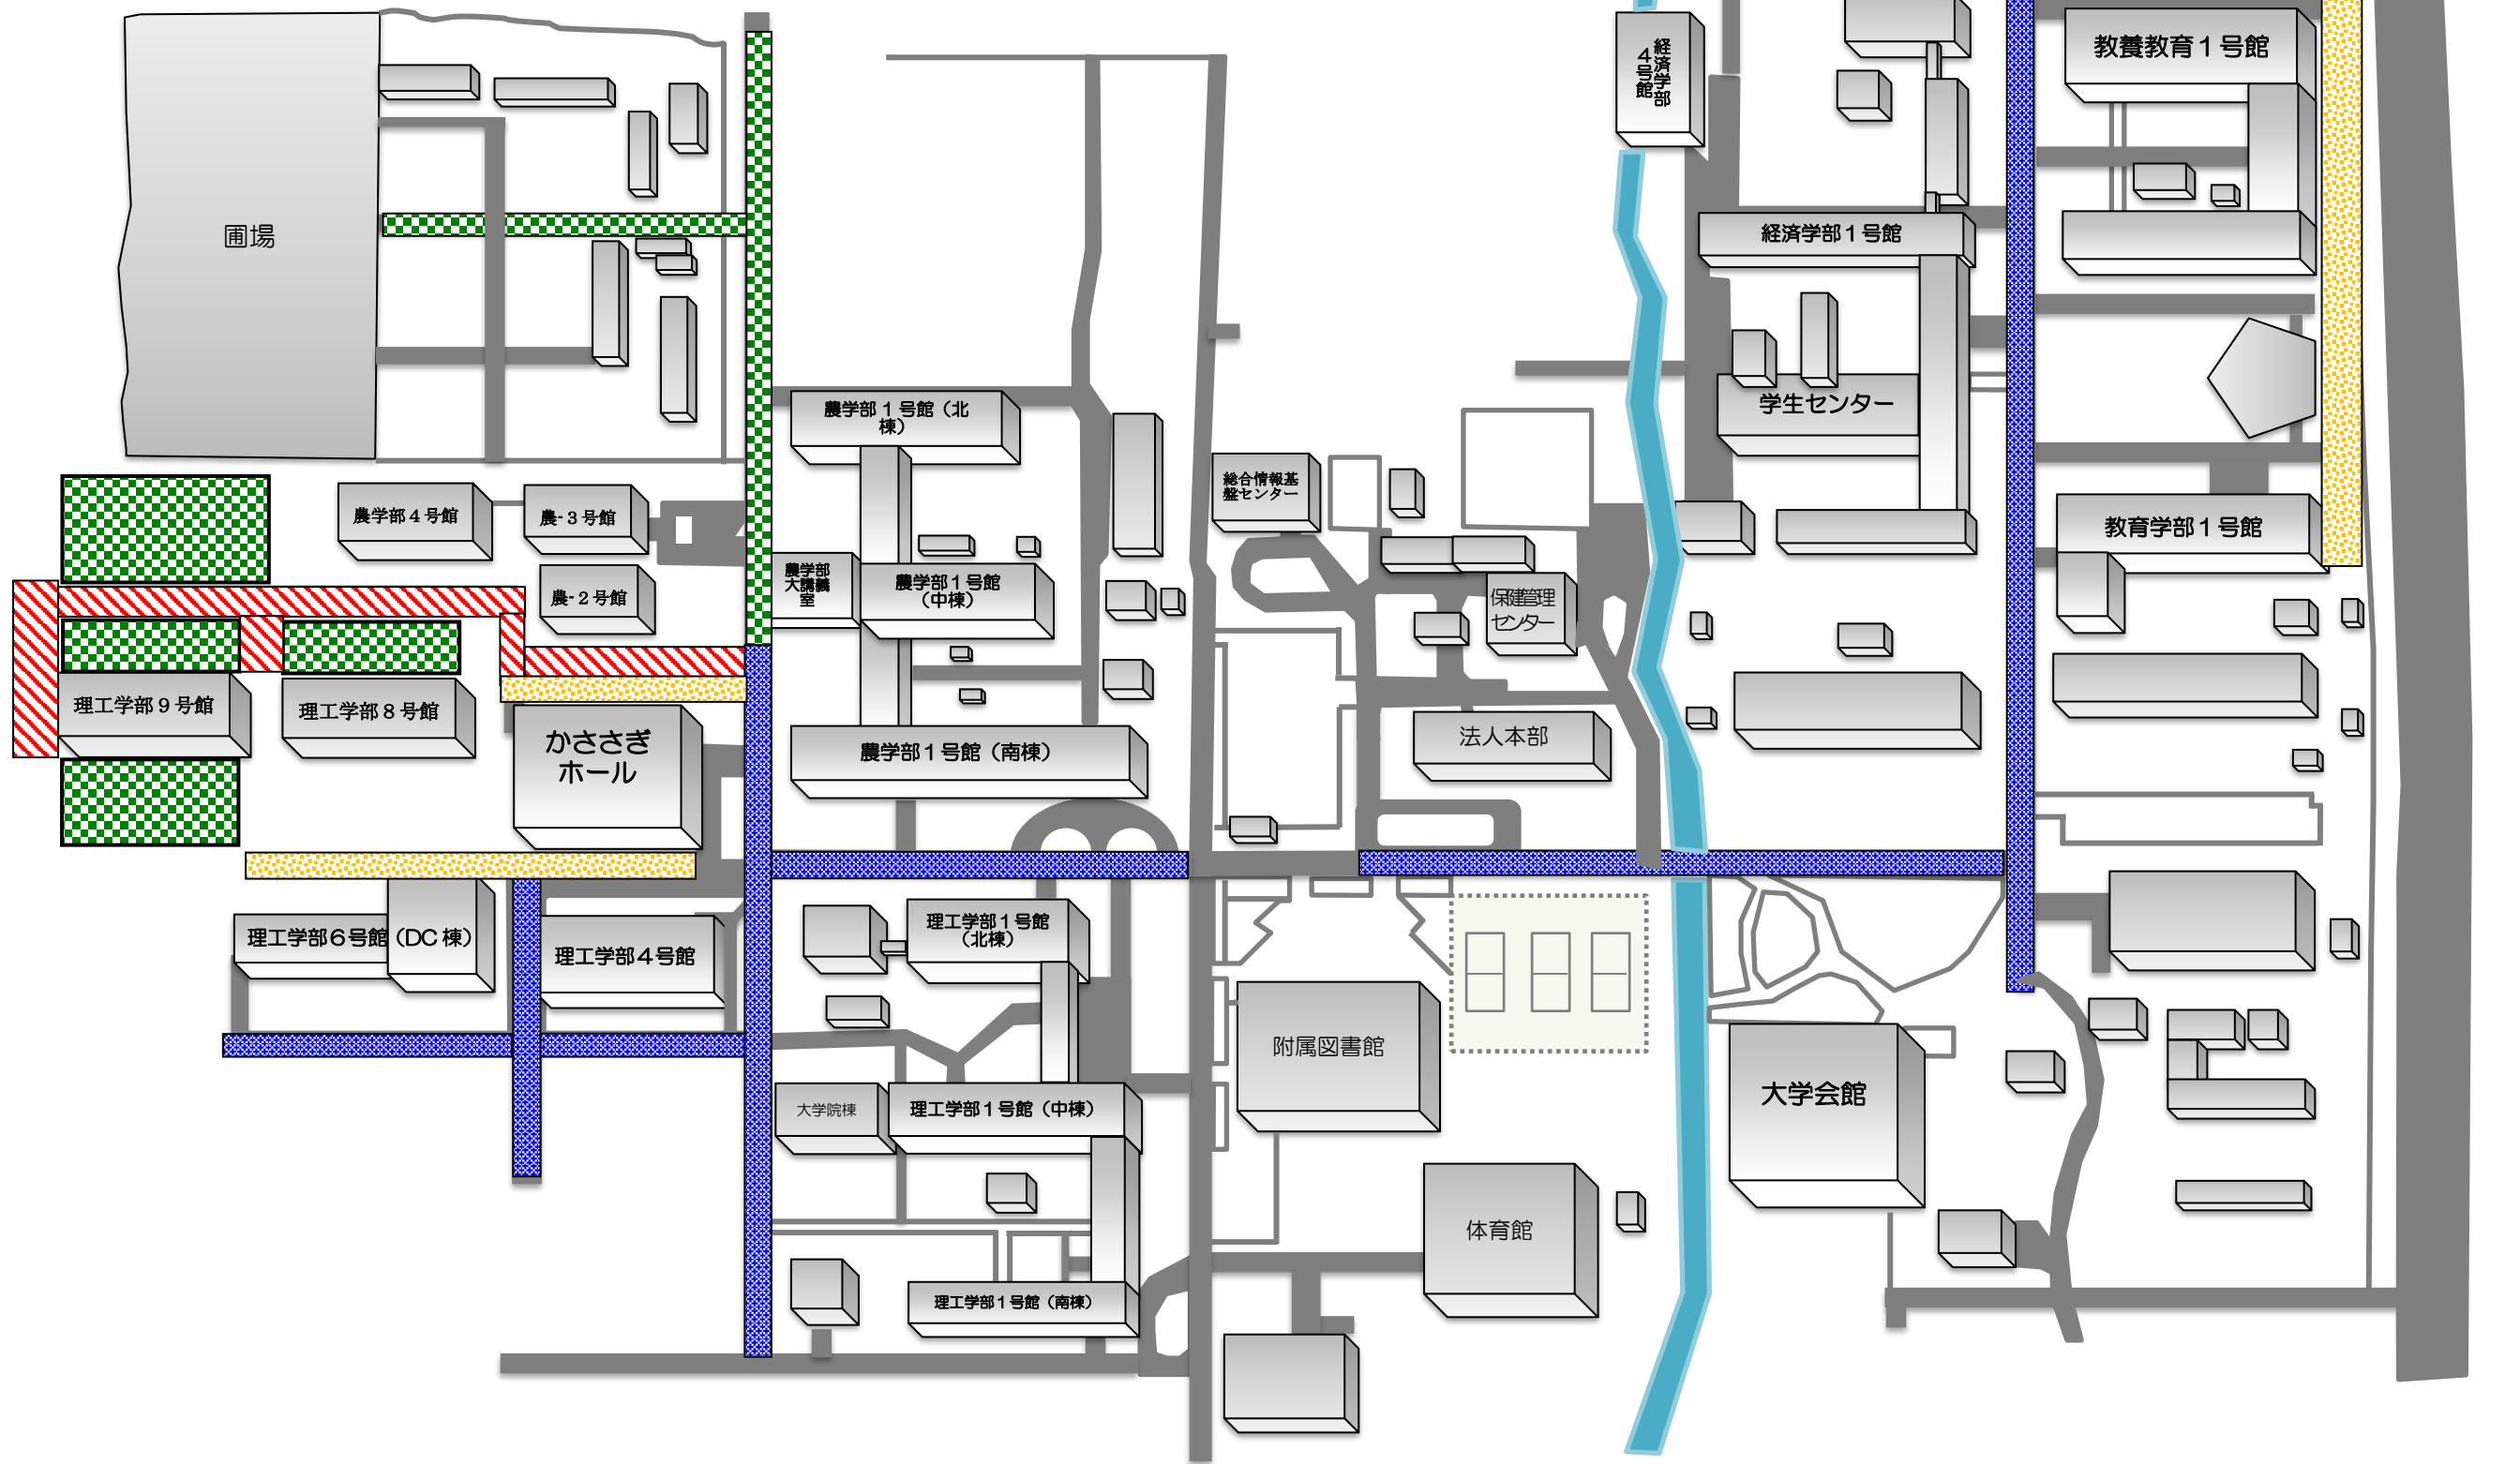 経済学部
4号館
教養教育１号館
圃場
経済学部１号館
学生センター
農学部１号館（北
棟）
総合情報基
盤センター
農学部４号館
農-３号館
教育学部１号館
農-２号館
農学部
大講義
室
農学部１号館
（中棟）
保健管理
センター
理工学部９号館
理工学部８号館
かささぎ
ホール
農学部１号館（南棟）
法人本部
理工学部６号館（DC棟）
理工学部４号館
理工学部１号館
（北棟）
附属図書館
大学会館
大学院棟
理工学部１号館（中棟）
体育館
理工学部１号館（南棟）